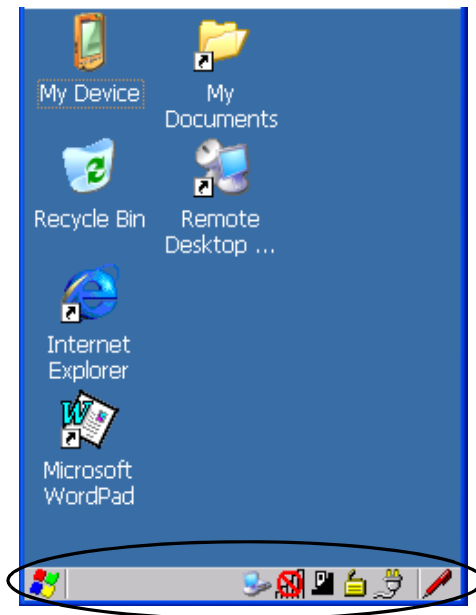 My Device
My
Documents
Recycle Bin
Remote
Desktop ...
Internet
Explorer
Microsoft
WordPad